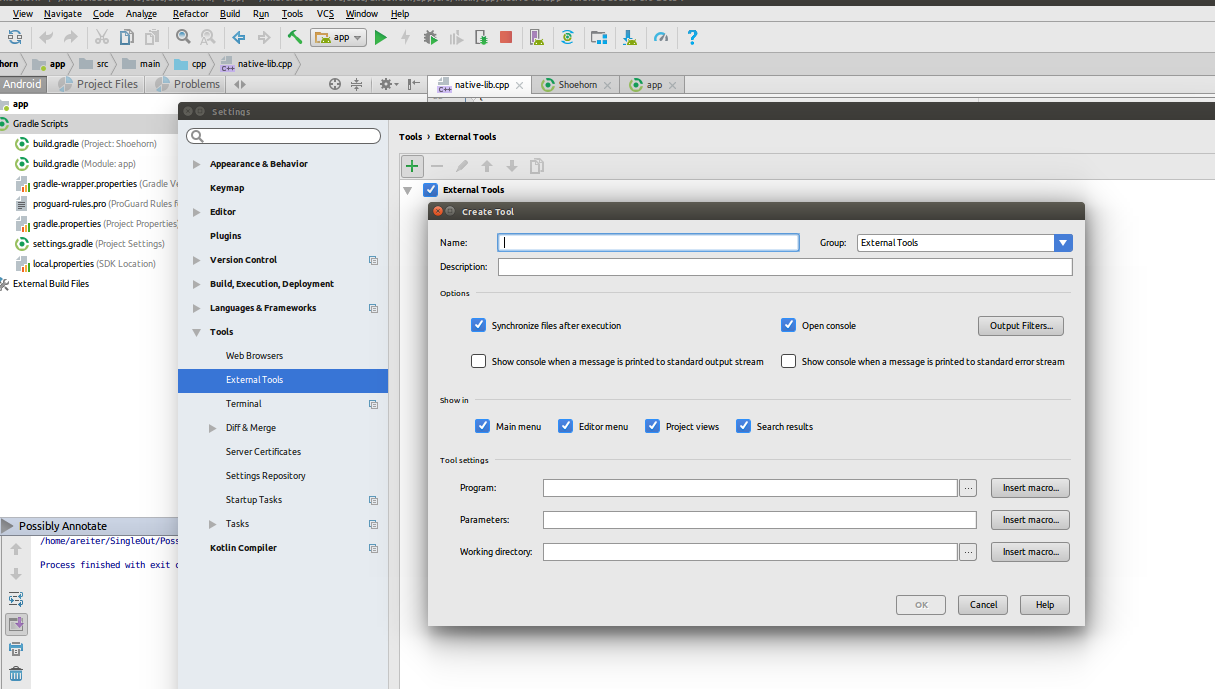 View Navigate Code Analyze Refactor Build Run Tools VCS Window Help
app
horn app src main cpp native-lib.cpp
Android Project Files Problems native-lib.cpp Shoehorn app
app
Gradle Scripts
build.gradle (Project: Shoehorn)
build.gradle (Module: app)
gradle-wrapper.properties (Gradle Ve
proguard-rules.pro (ProGuard Rules f
gradle.properties (Project Properties)
settings.gradle (Project Settings)
local.properties (SDK Location)
External Build Files
Possibly Annotate
/home/areiter/SingleOut/Poss
Process finished with exit c
Settings
Appearance & Behavior
Keymap
Editor
Plugins
Version Control
Build, Execution, Deployment
Languages & Frameworks
Tools
Web Browsers
External Tools
Terminal
Diff & Merge
Server Certificates
Settings Repository
Startup Tasks
Tasks
Kotlin Compiler
Tools › External Tools
External Tools
Create Tool
Name: Group: External Tools
Description:
Options
Synchronize files after execution Open console Output Filters...
Show console when a message is printed to standard output stream Show console when a message is printed to standard error stream
Show in
Main menu Editor menu Project views Search results
Tool settings
Program: ... Insert macro...
Parameters: Insert macro...
Working directory: ... Insert macro...
OK Cancel Help